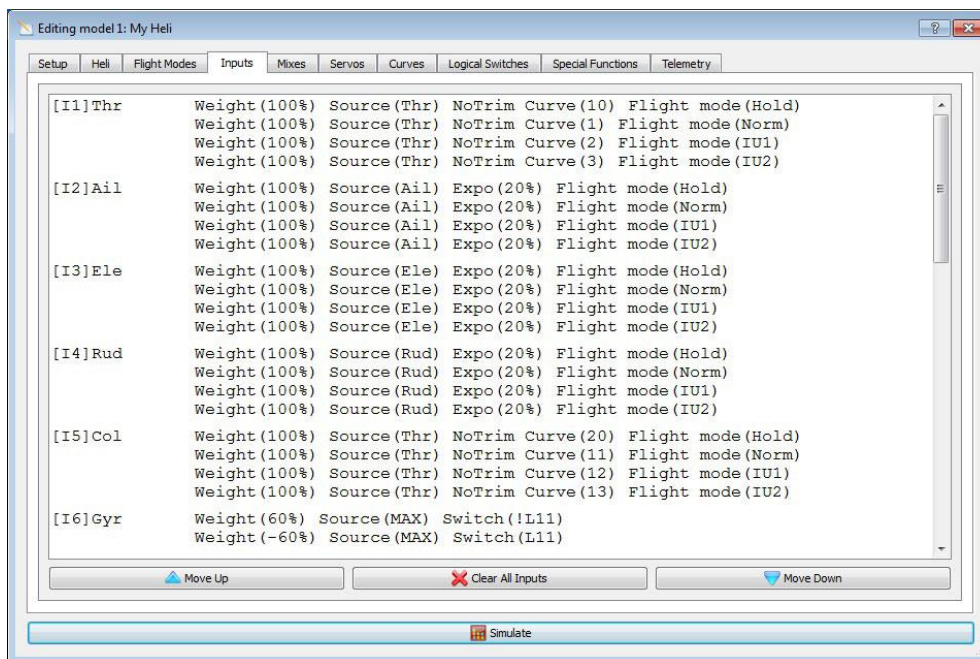 Editing model 1: My Heli
Setup Heli Flight Modes Inputs Mixes Servos Curves Logical Switches Special Functions Telemetry
[I1]Thr Weight(100%) Source(Thr) NoTrim Curve(10) Flight mode(Hold)
Weight(100%) Source(Thr) NoTrim Curve(1) Flight mode(Norm)
Weight(100%) Source(Thr) NoTrim Curve(2) Flight mode(IU1)
Weight(100%) Source(Thr) NoTrim Curve(3) Flight mode(IU2)
[I2]Ail Weight(100%) Source(Ail) Expo(20%) Flight mode(Hold)
Weight(100%) Source(Ail) Expo(20%) Flight mode(Norm)
Weight(100%) Source(Ail) Expo(20%) Flight mode(IU1)
Weight(100%) Source(Ail) Expo(20%) Flight mode(IU2)
[I3]Ele Weight(100%) Source(Ele) Expo(20%) Flight mode(Hold)
Weight(100%) Source(Ele) Expo(20%) Flight mode(Norm)
Weight(100%) Source(Ele) Expo(20%) Flight mode(IU1)
Weight(100%) Source(Ele) Expo(20%) Flight mode(IU2)
[I4]Rud Weight(100%) Source(Rud) Expo(20%) Flight mode(Hold)
Weight(100%) Source(Rud) Expo(20%) Flight mode(Norm)
Weight(100%) Source(Rud) Expo(20%) Flight mode(IU1)
Weight(100%) Source(Rud) Expo(20%) Flight mode(IU2)
[I5]Col Weight(100%) Source(Thr) NoTrim Curve(20) Flight mode(Hold)
Weight(100%) Source(Thr) NoTrim Curve(11) Flight mode(Norm)
Weight(100%) Source(Thr) NoTrim Curve(12) Flight mode(IU1)
Weight(100%) Source(Thr) NoTrim Curve(13) Flight mode(IU2)
[I6]Gyr Weight(60%) Source(MAX) Switch(!L11)
Weight(-60%) Source(MAX) Switch(L11)
Move Up Clear All Inputs Move Down
Simulate